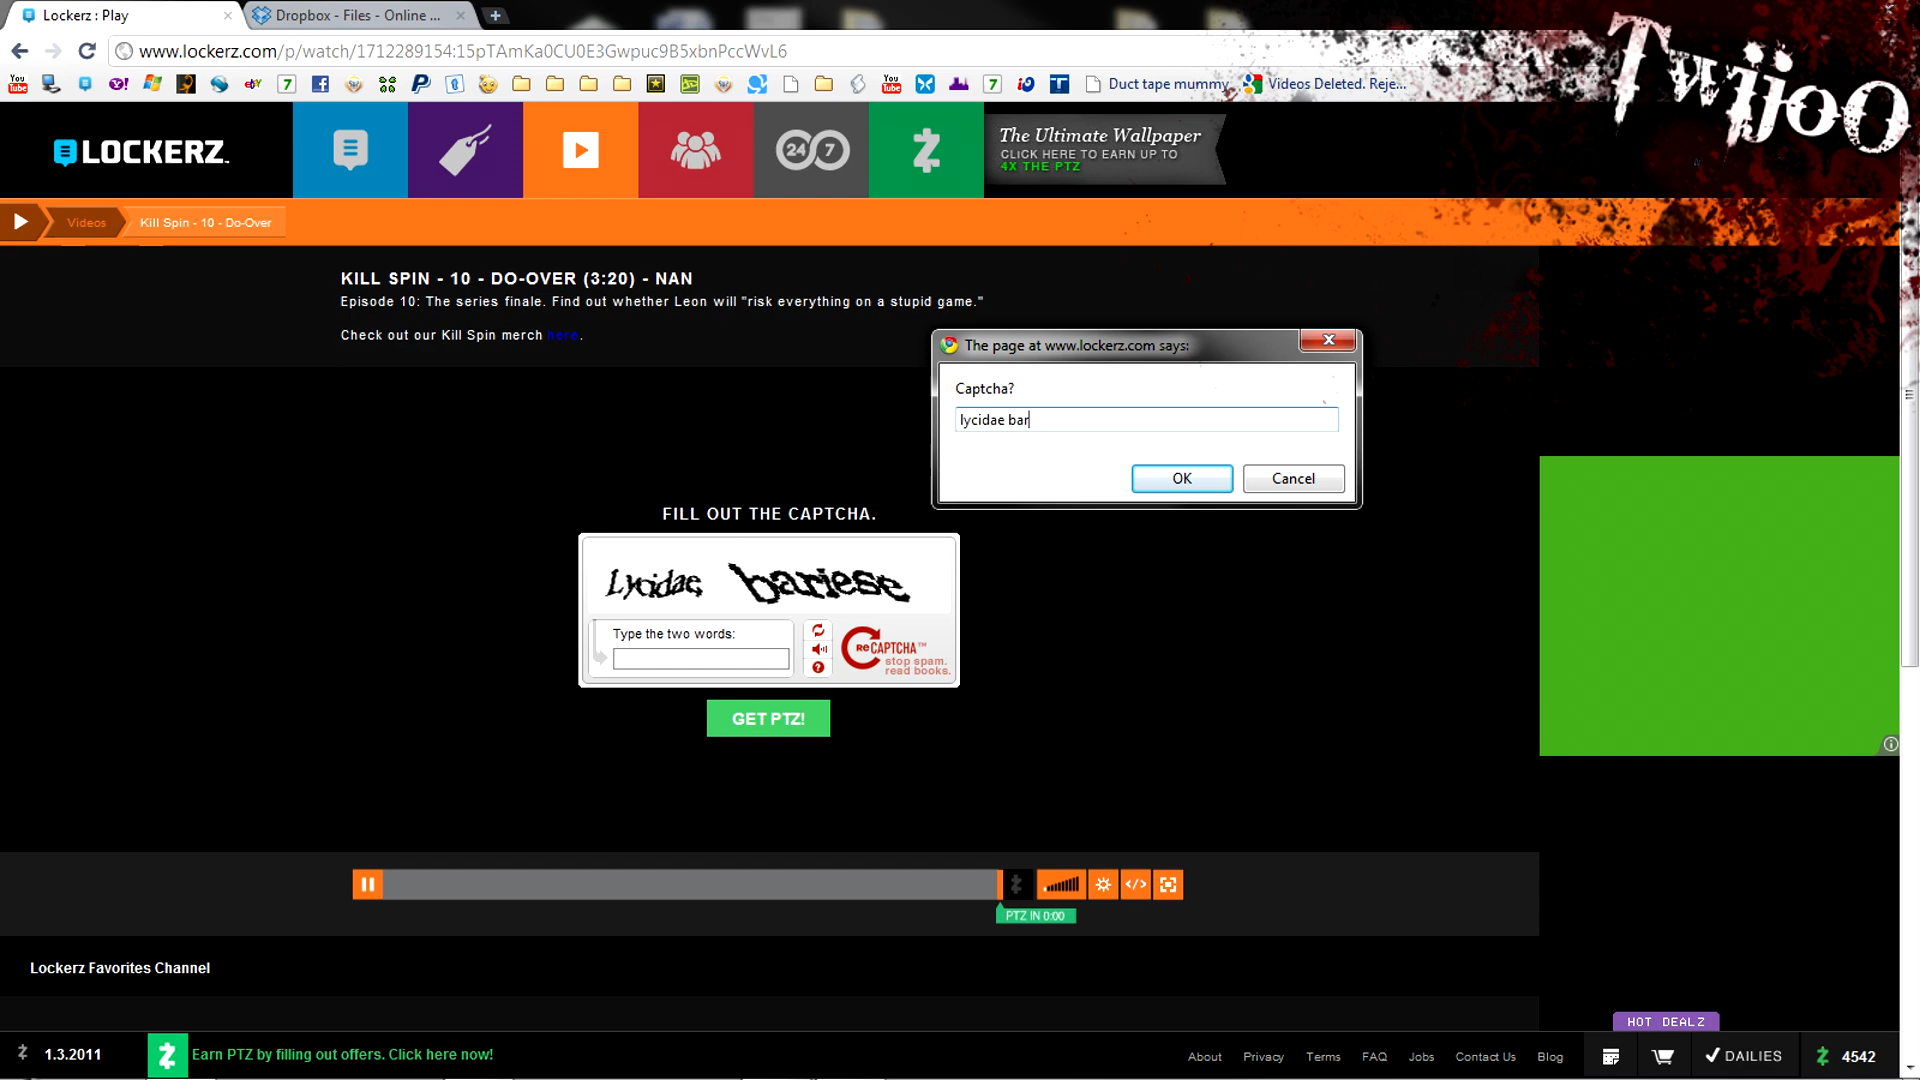 Lockerz : Play
Dropbox - Files - Online ...
www.lockerz.com/p/watch/1712289154:15pTAmKa0CU0E3Gwpuc9B5xbnPccWvL6
Duct tape mummy
Videos Deleted. Reje...
TwijoO
LOCKERZ™
24/7
The Ultimate Wallpaper
CLICK HERE TO EARN UP TO
4X THE PTZ
Videos
Kill Spin - 10 - Do-Over
KILL SPIN - 10 - DO-OVER (3:20) - NAN
Episode 10: The series finale. Find out whether Leon will "risk everything on a stupid game."
Check out our Kill Spin merch here.
The page at www.lockerz.com says:
Captcha?
lycidae bar
OK
Cancel
FILL OUT THE CAPTCHA.
Lycidae bariese
Type the two words:
reCAPTCHA™
stop spam.
read books.
GET PTZ!
PTZ IN 0:00
Lockerz Favorites Channel
HOT DEALZ
1.3.2011
Earn PTZ by filling out offers. Click here now!
About
Privacy
Terms
FAQ
Jobs
Contact Us
Blog
DAILIES
4542